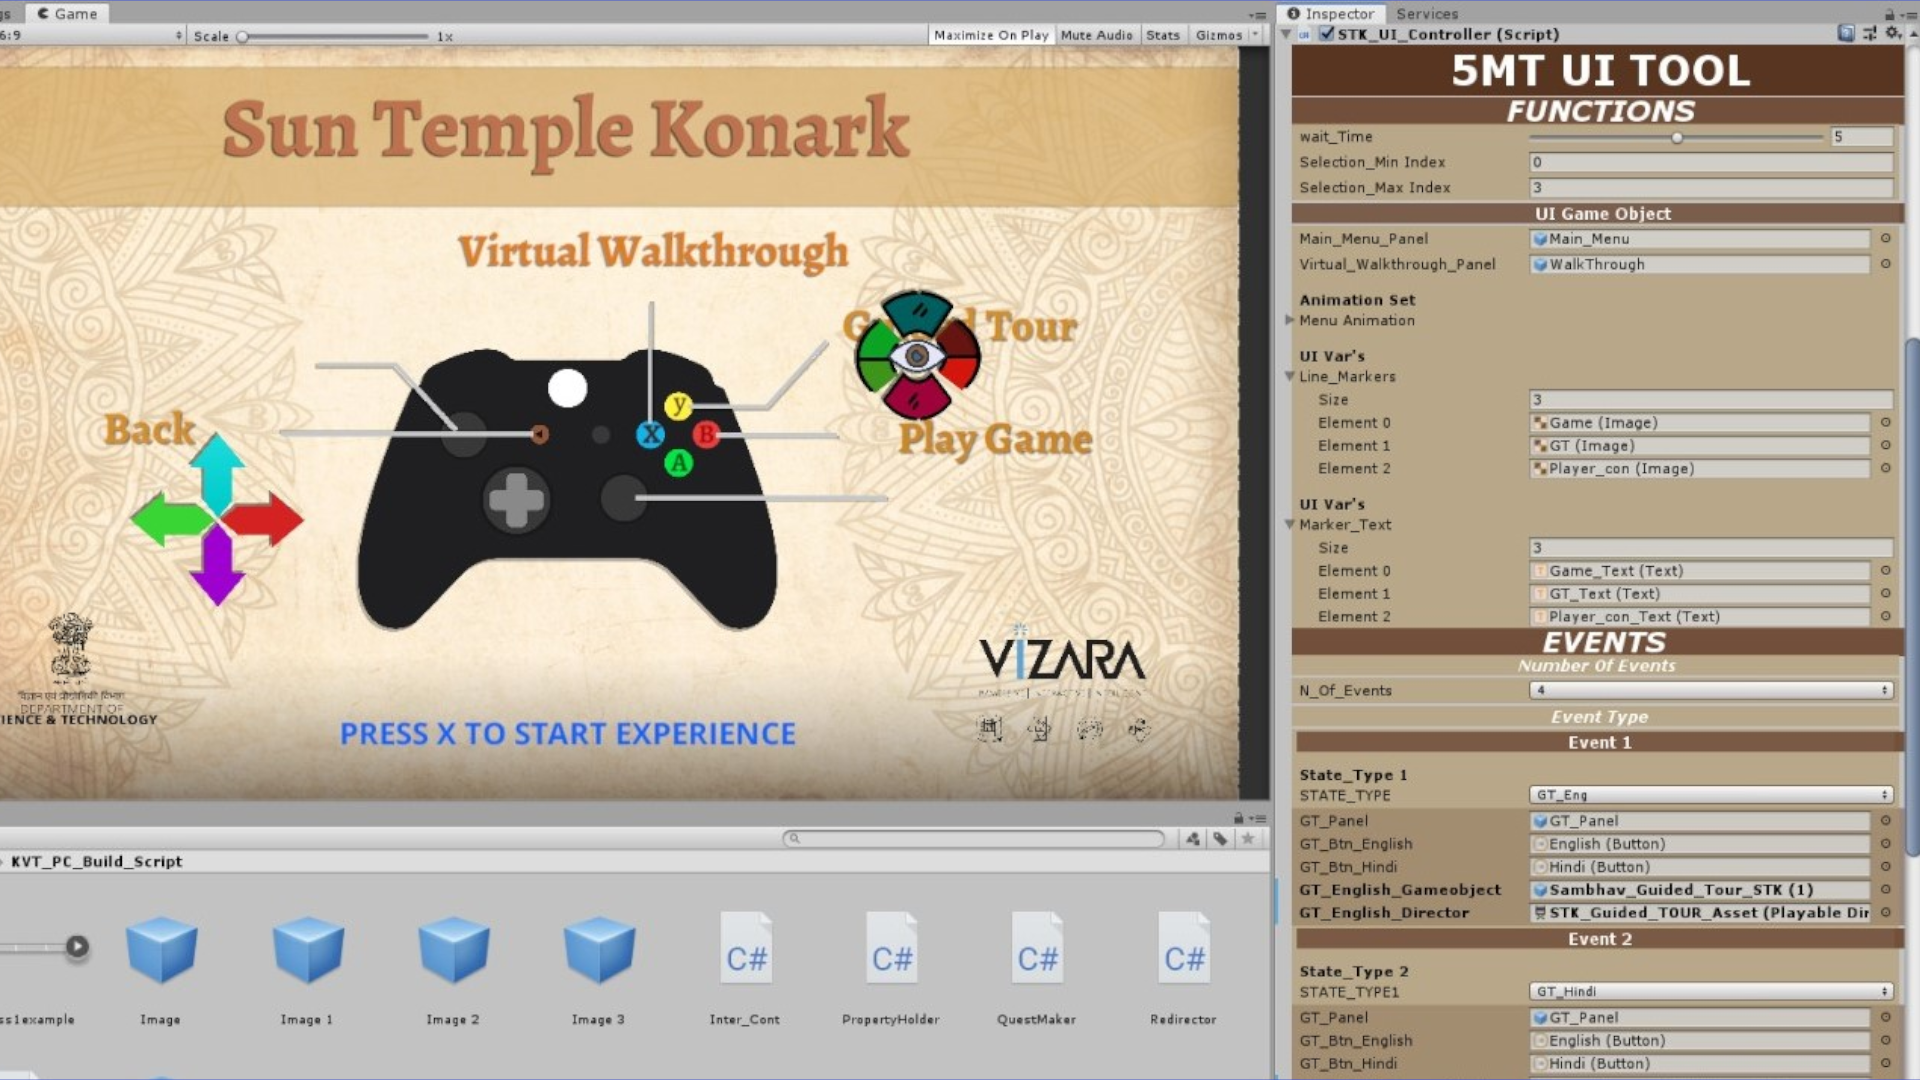 gs
Game
6:9
Scale
1x
Maximize On Play
Mute Audio
Stats
Gizmos
Sun Temple Konark
Virtual Walkthrough
Tour
Back
Play Game
y
X
B
A
DEPARTMENT OF
IENCE & TECHNOLOGY
VIZARA
PRESS X TO START EXPERIENCE
KVT_PC_Build_Script
C#
C#
C#
C#
ss1example
Image
Image 1
Image 2
Image 3
Inter_Cont
PropertyHolder
QuestMaker
Redirector
Inspector
Services
STK_UI_Controller (Script)
5MT UI TOOL
FUNCTIONS
wait_Time
5
Selection_Min Index
0
Selection_Max Index
3
UI Game Object
Main_Menu_Panel
Main_Menu
Virtual_Walkthrough_Panel
WalkThrough
Animation Set
Menu Animation
UI Var's
Line_Markers
Size
3
Element 0
Game (Image)
Element 1
GT (Image)
Element 2
Player_con (Image)
UI Var's
Marker_Text
Size
3
Element 0
Game_Text (Text)
Element 1
GT_Text (Text)
Element 2
Player_con_Text (Text)
EVENTS
Number Of Events
N_Of_Events
4
Event Type
Event 1
State_Type 1
STATE_TYPE
GT_Eng
GT_Panel
GT_Panel
GT_Btn_English
English (Button)
GT_Btn_Hindi
Hindi (Button)
GT_English_Gameobject
Sambhav_Guided_Tour_STK (1)
GT_English_Director
STK_Guided_TOUR_Asset (Playable Dir
Event 2
State_Type 2
STATE_TYPE1
GT_Hindi
GT_Panel
GT_Panel
GT_Btn_English
English (Button)
GT_Btn_Hindi
Hindi (Button)